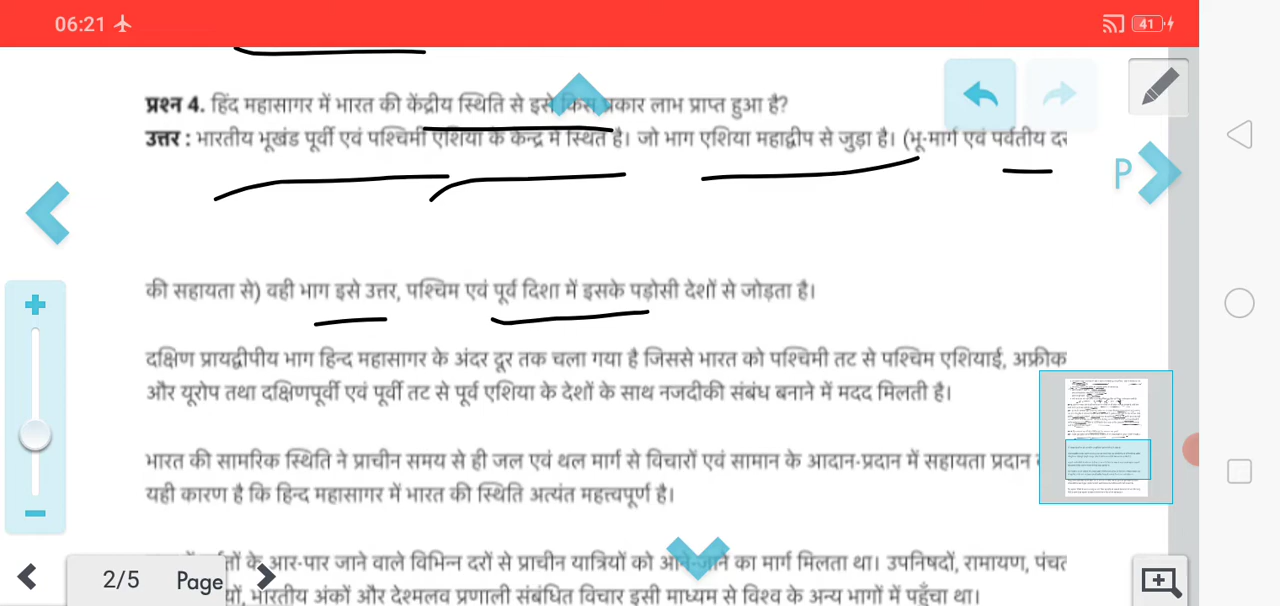 06:21
41
प्रश्न 4. हिंद महासागर में भारत की केंद्रीय स्थिति से इसे किस प्रकार लाभ प्राप्त हुआ है?
उत्तर : भारतीय भूखंड पूर्वी एवं पश्चिमी एशिया के केन्द्र में स्थित है। जो भाग एशिया महाद्वीप से जुड़ा है। (भू-मार्ग एवं पर्वतीय
P
की सहायता से) वही भाग इसे उत्तर, पश्चिम एवं पूर्व दिशा में इसके पड़ोसी देशों से जोड़ता है।
दक्षिण प्रायद्वीपीय भाग हिन्द महासागर के अंदर दूर तक चला गया है जिससे भारत को पश्चिमी तट से पश्चिम एशियाई, अफ्रीक
और यूरोप तथा दक्षिणपूर्वी एवं पूर्वी तट से पूर्व एशिया के देशों के साथ नजदीकी संबंध बनाने में मदद मिलती है।
भारत की सामरिक स्थिति ने प्राचीन समय से ही जल एवं थल मार्ग से विचारों एवं सामान के आदान-प्रदान में सहायता प्रदान
यही कारण है कि हिन्द महासागर में भारत की स्थिति अत्यंत महत्त्वपूर्ण है।
के आर-पार जाने वाले विभिन्न दर्रों से प्राचीन यात्रियों को आने-जाने का मार्ग मिलता था। उपनिषदों, रामायण, पंचत
भारतीय अंकों और देश्मलव प्रणाली संबंधित विचार इसी माध्यम से विश्व के अन्य भागों में पहुँचा था।
2/5 Page